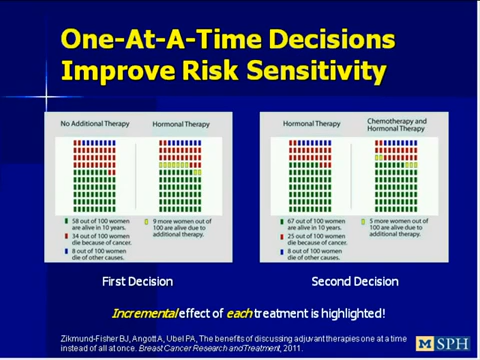 One-At-A-Time Decisions
Improve Risk Sensitivity
No Additional Therapy
Hormonal Therapy
58 out of 100 women
are alive in 10 years.
34 out of 100 women
die because of cancer.
8 out of 100 women
die of other causes.
9 more women out of
100 are alive due to
additional therapy.
Hormonal Therapy
Chemotherapy and
Hormonal Therapy
67 out of 100 women
are alive in 10 years.
25 out of 100 women
die because of cancer.
8 out of 100 women
die of other causes.
5 more women out of
100 are alive due to
additional therapy.
First Decision
Second Decision
Incremental effect of each treatment is highlighted!
Zikmund-Fisher BJ, Angott A, Ubel PA, The benefits of discussing adjuvant therapies one at a time
instead of all at once. Breast Cancer Research and Treatment, 2011.
M SPH